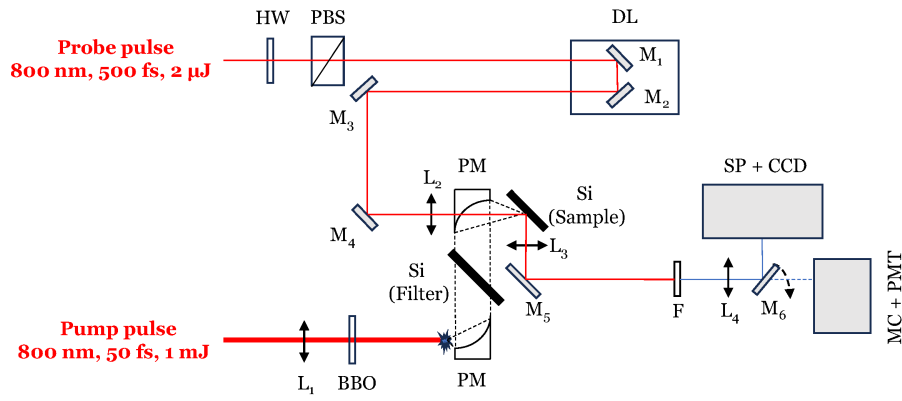 HW
PBS
DL
Probe pulse
800 nm, 500 fs, 2 µJ
M1
M2
M3
PM
SP + CCD
L2
Si
(Sample)
M4
L3
Si
(Filter)
M5
F
L4
M6
MC + PMT
Pump pulse
800 nm, 50 fs, 1 mJ
L1
BBO
PM